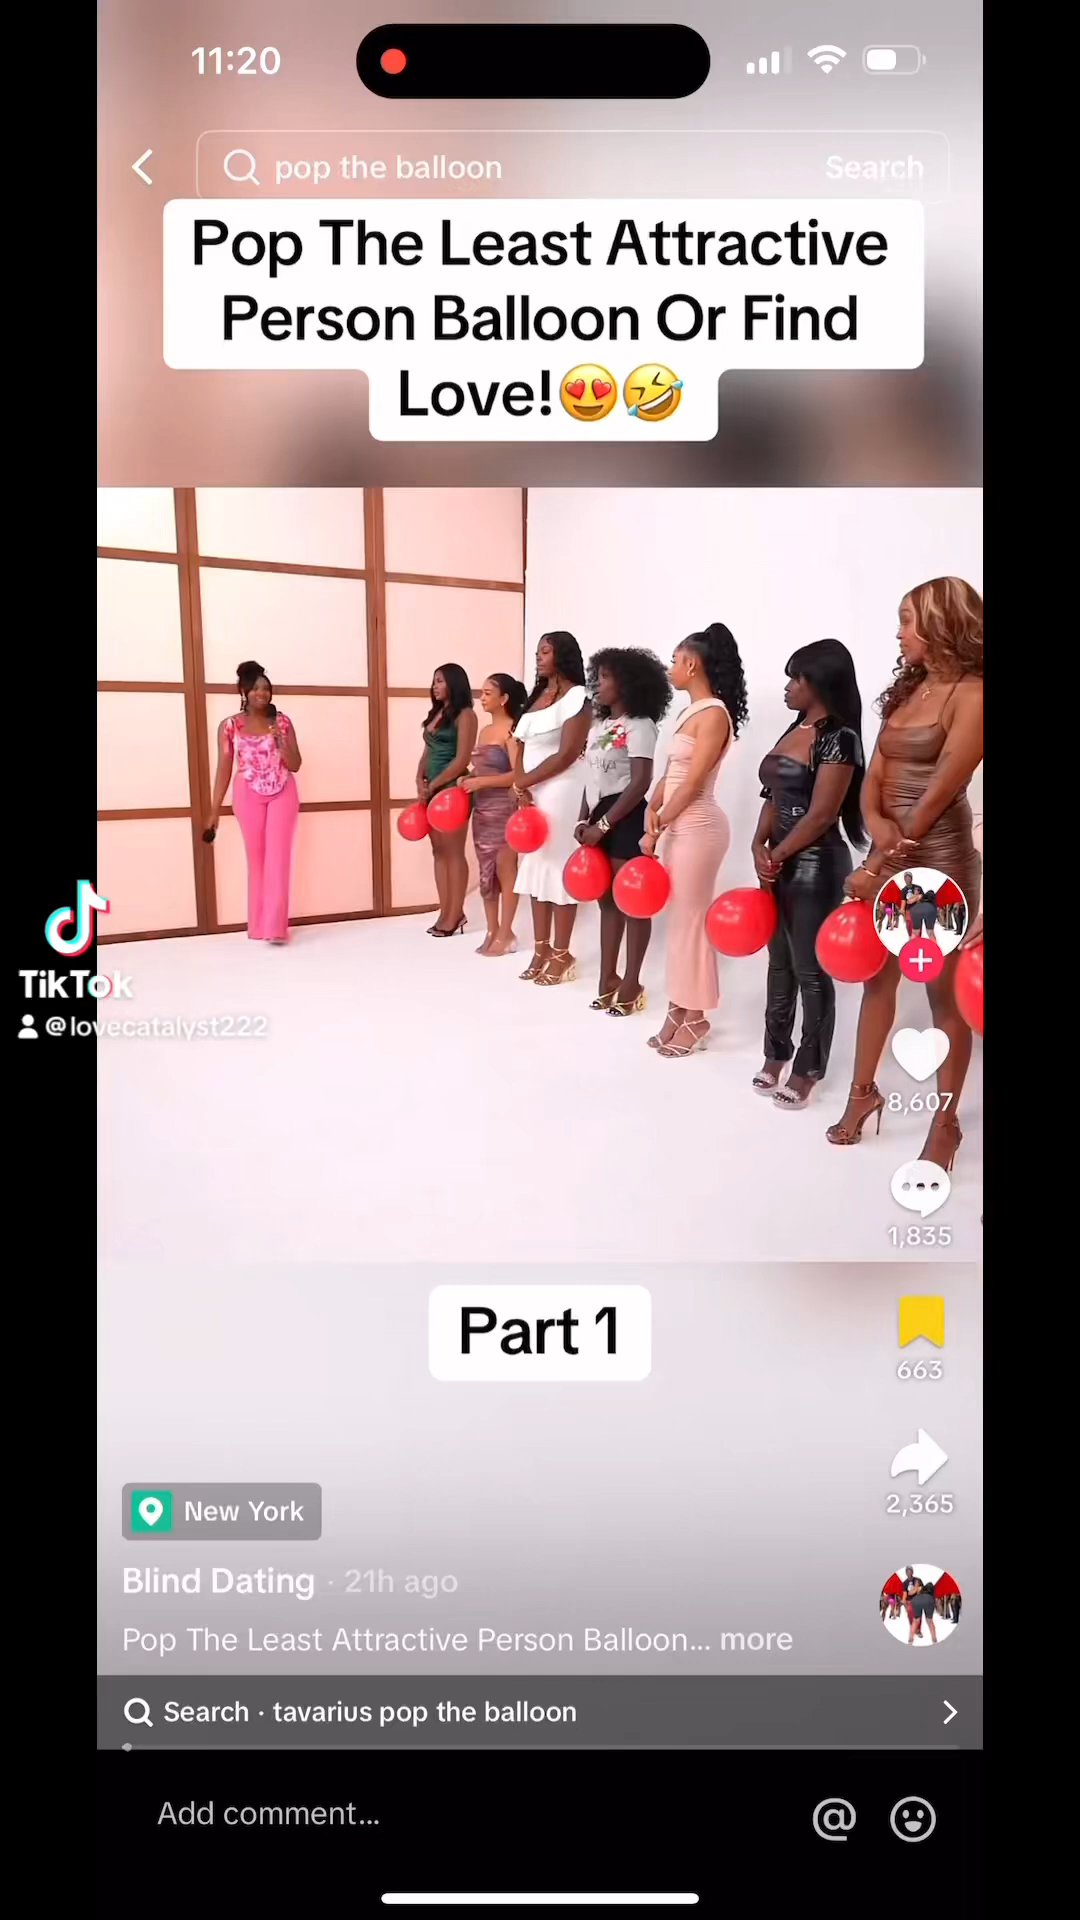 11:20
pop the balloon
Search
Pop The Least Attractive
Person Balloon Or Find
Love!😍🤣
TikTok
@lovecatalyst222
8,607
1,835
Part 1
663
2,365
New York
Blind Dating · 21h ago
Pop The Least Attractive Person Balloon... more
Search · tavarius pop the balloon
Add comment...